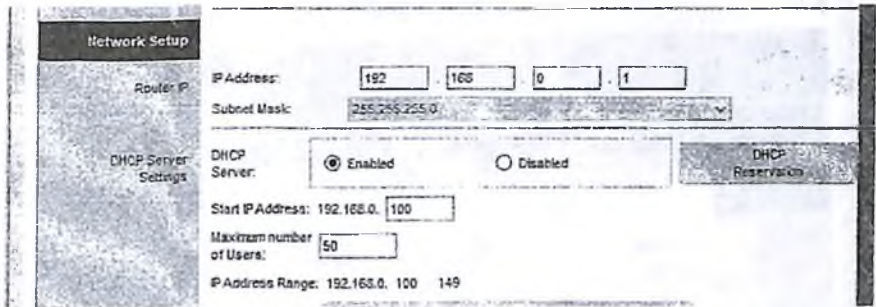 Network Setup
Router IP
IP Address: 192 . 168 . 0 . 1
Subnet Mask: 255.255.255.0
DHCP Server Settings
DHCP Server: Enabled Disabled
DHCP Reservation
Start IP Address: 192.168.0. 100
Maximum number of Users: 50
IP Address Range: 192.168.0. 100 149